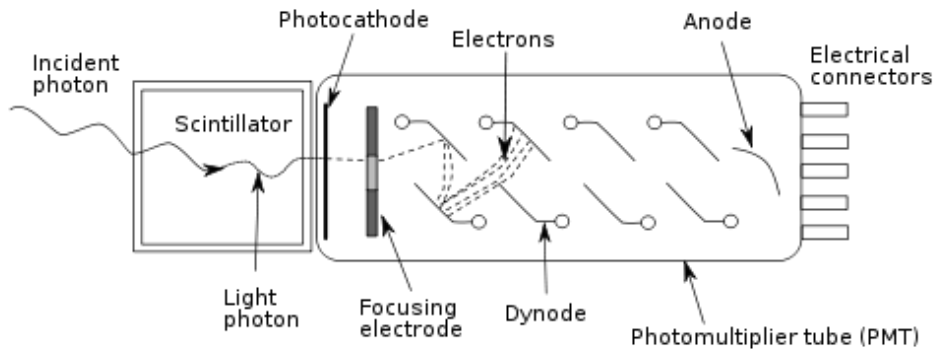 Photocathode
Electrons
Anode
Incident
photon
Electrical
connectors
Scintillator
Light
photon
Focusing
electrode
Dynode
Photomultiplier tube (PMT)